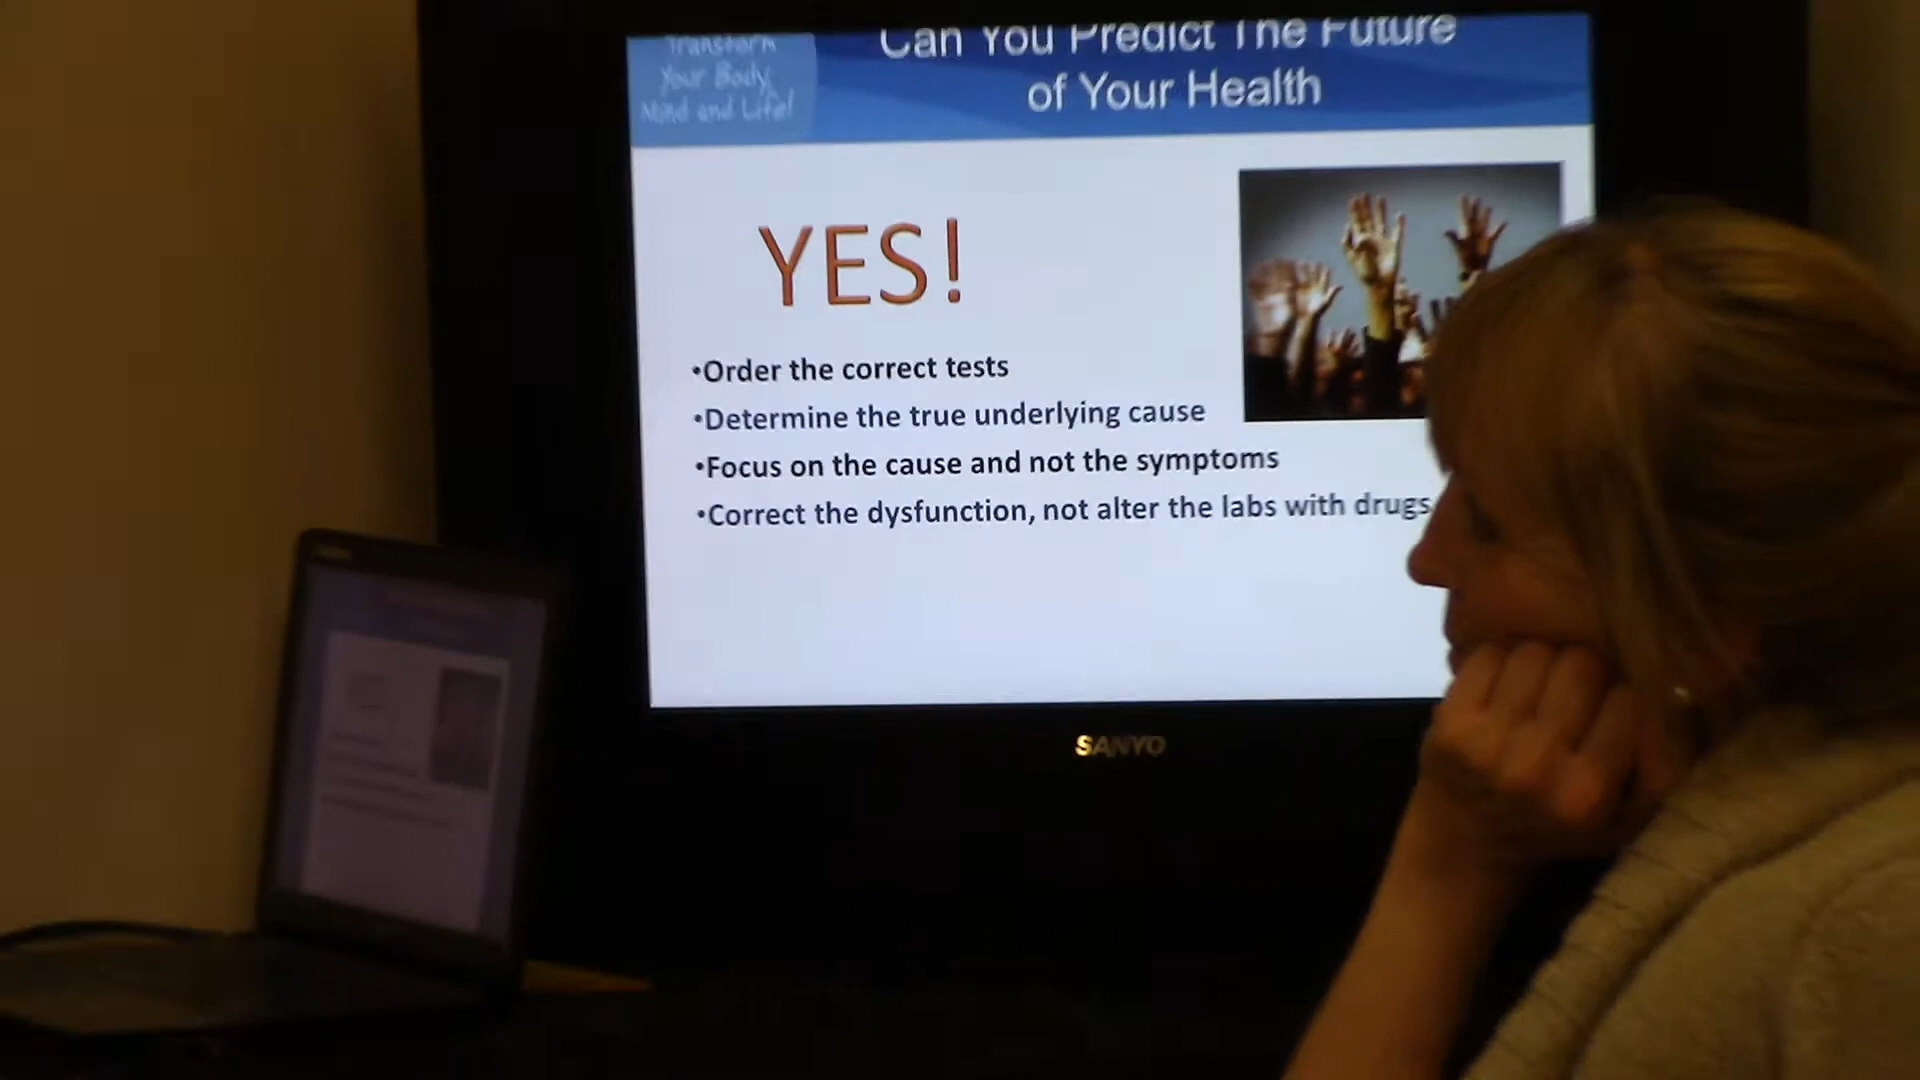 Transform
Your Body,
Mind and Life!
Can You Predict The Future
of Your Health
YES!
•Order the correct tests
•Determine the true underlying cause
•Focus on the cause and not the symptoms
•Correct the dysfunction, not alter the labs with drugs
SANYO